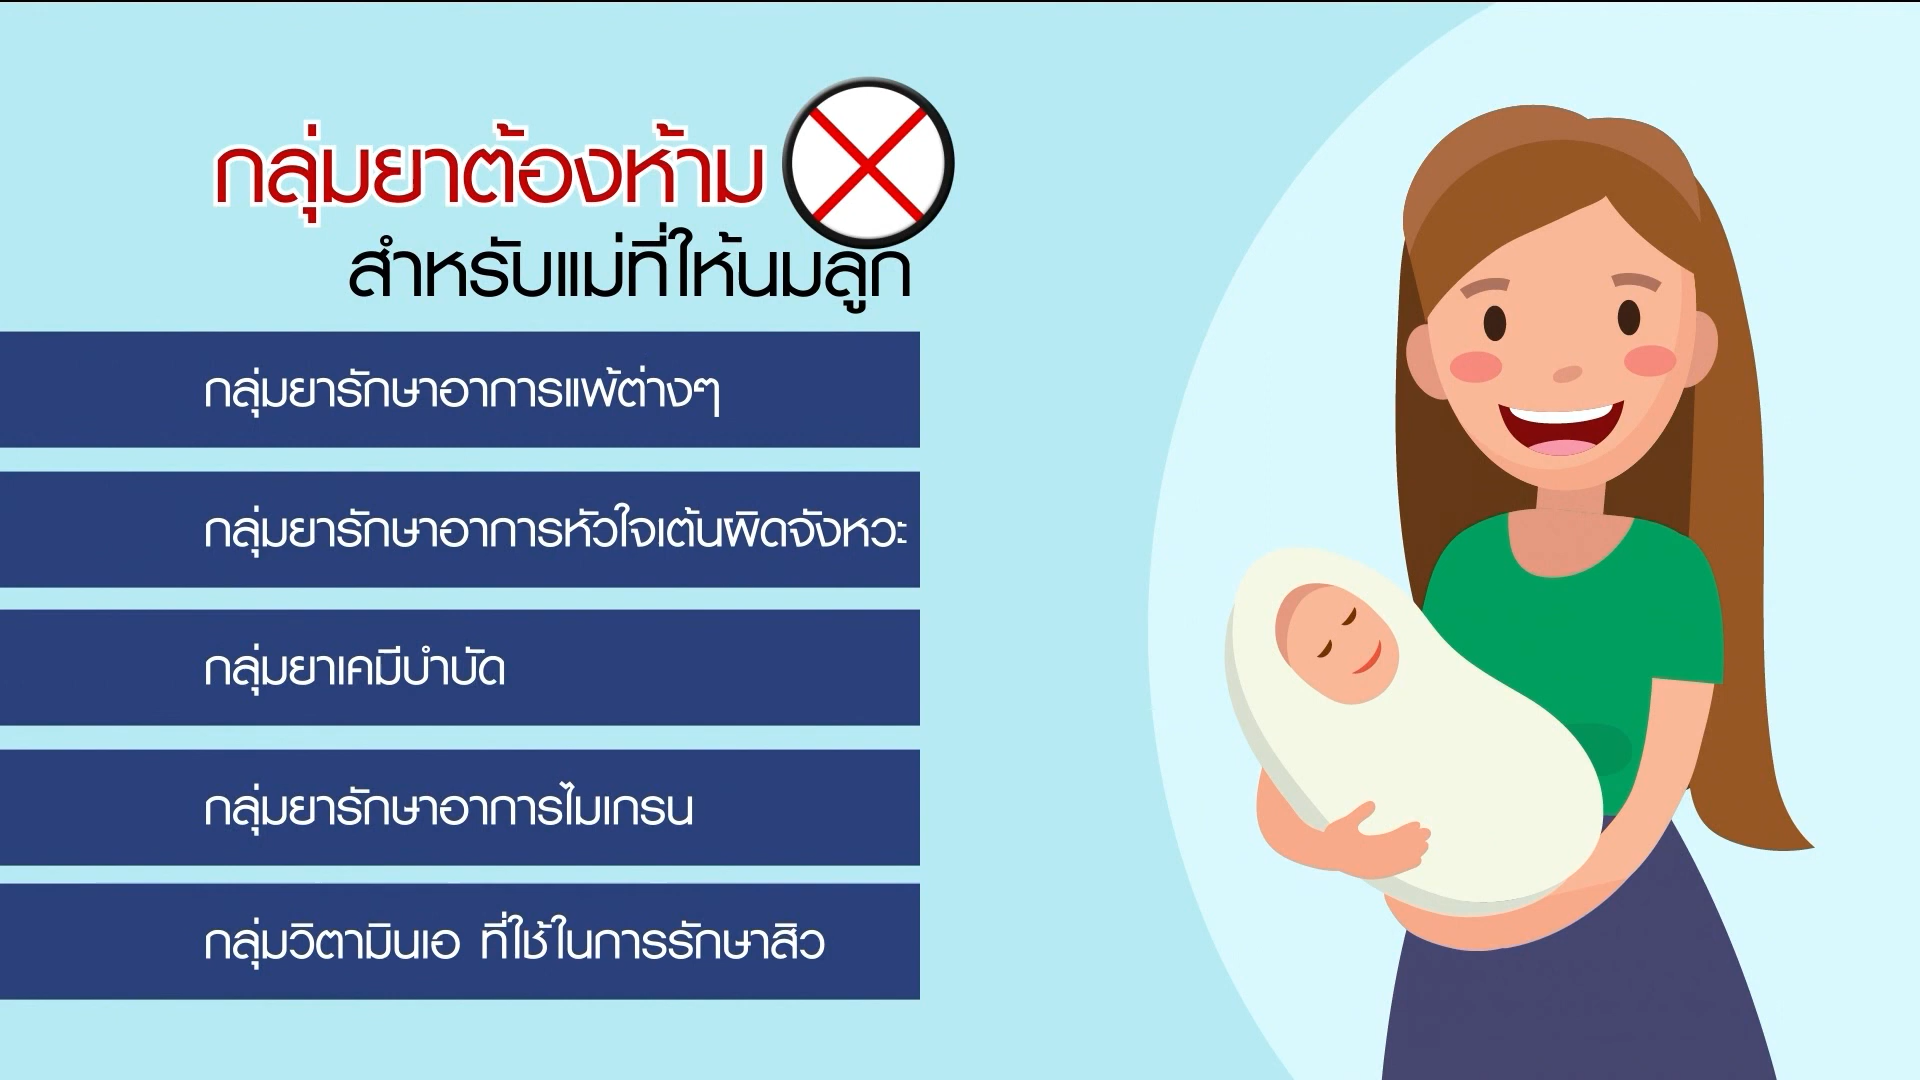 กลุ่มยาต้องห้าม
สำหรับแม่ที่ให้นมลูก
กลุ่มยารักษาอาการแพ้ต่างๆ
กลุ่มยารักษาอาการหัวใจเต้นผิดจังหวะ
กลุ่มยาเคมีบำบัด
กลุ่มยารักษาอาการไมเกรน
กลุ่มวิตามินเอ ที่ใช้ในการรักษาสิว